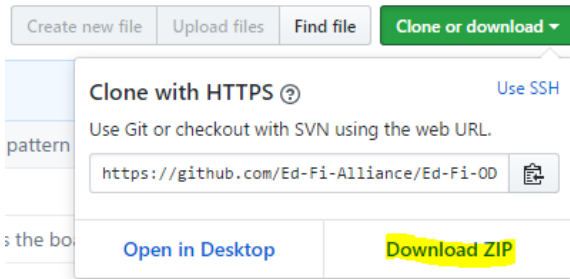 Create new file Upload files Find file Clone or download
Clone with HTTPS ? Use SSH
Use Git or checkout with SVN using the web URL.
pattern
https://github.com/Ed-Fi-Alliance/Ed-Fi-OD
s the bo
Open in Desktop Download ZIP